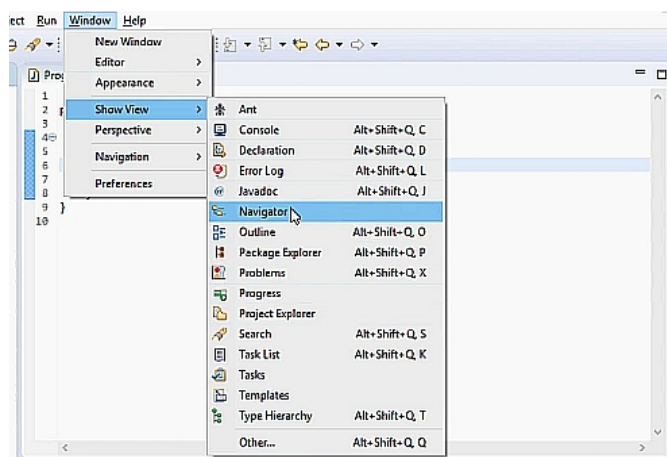 ect Run Window Help
New Window
Editor
Appearance
Show View
Perspective
Navigation
Preferences
Pro
1
2 p
3
4
5
6
7
8
9 }
10
Ant
Console Alt+Shift+Q, C
Declaration Alt+Shift+Q, D
Error Log Alt+Shift+Q, L
Javadoc Alt+Shift+Q, J
Navigator
Outline Alt+Shift+Q, O
Package Explorer Alt+Shift+Q, P
Problems Alt+Shift+Q, X
Progress
Project Explorer
Search Alt+Shift+Q, S
Task List Alt+Shift+Q, K
Tasks
Templates
Type Hierarchy Alt+Shift+Q, T
Other... Alt+Shift+Q, Q